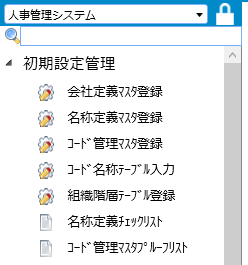 人事管理システム
初期設定管理
会社定義マスタ登録
名称定義マスタ登録
ｺｰﾄﾞ管理マスタ登録
ｺｰﾄﾞ名称ﾃｰﾌﾞﾙ入力
組織階層ﾃｰﾌﾞﾙ登録
名称定義ﾁｪｯｸﾘｽﾄ
ｺｰﾄﾞ管理ﾏｽﾀﾌﾟﾙｰﾌﾘｽﾄ